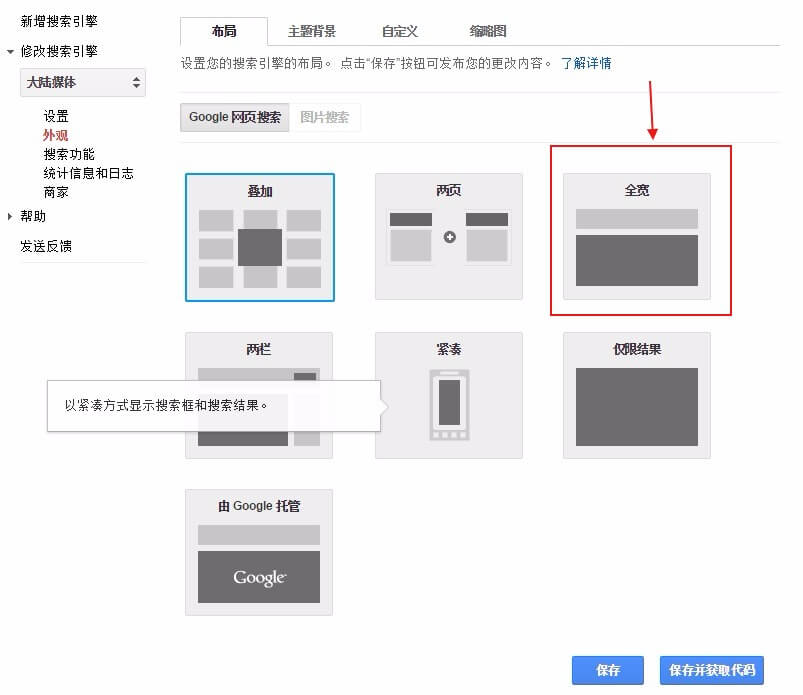 新增搜索引擎
修改搜索引擎
大陆媒体
设置
外观
搜索功能
统计信息和日志
商家
帮助
发送反馈
布局
主题背景
自定义
缩略图
设置您的搜索引擎的布局。 点击“保存”按钮可发布您的更改内容。 了解详情
Google 网页搜索
图片搜索
叠加
两页
全宽
两栏
紧凑
仅限结果
以紧凑方式显示搜索框和搜索结果。
由 Google 托管
Google
保存
保存并获取代码